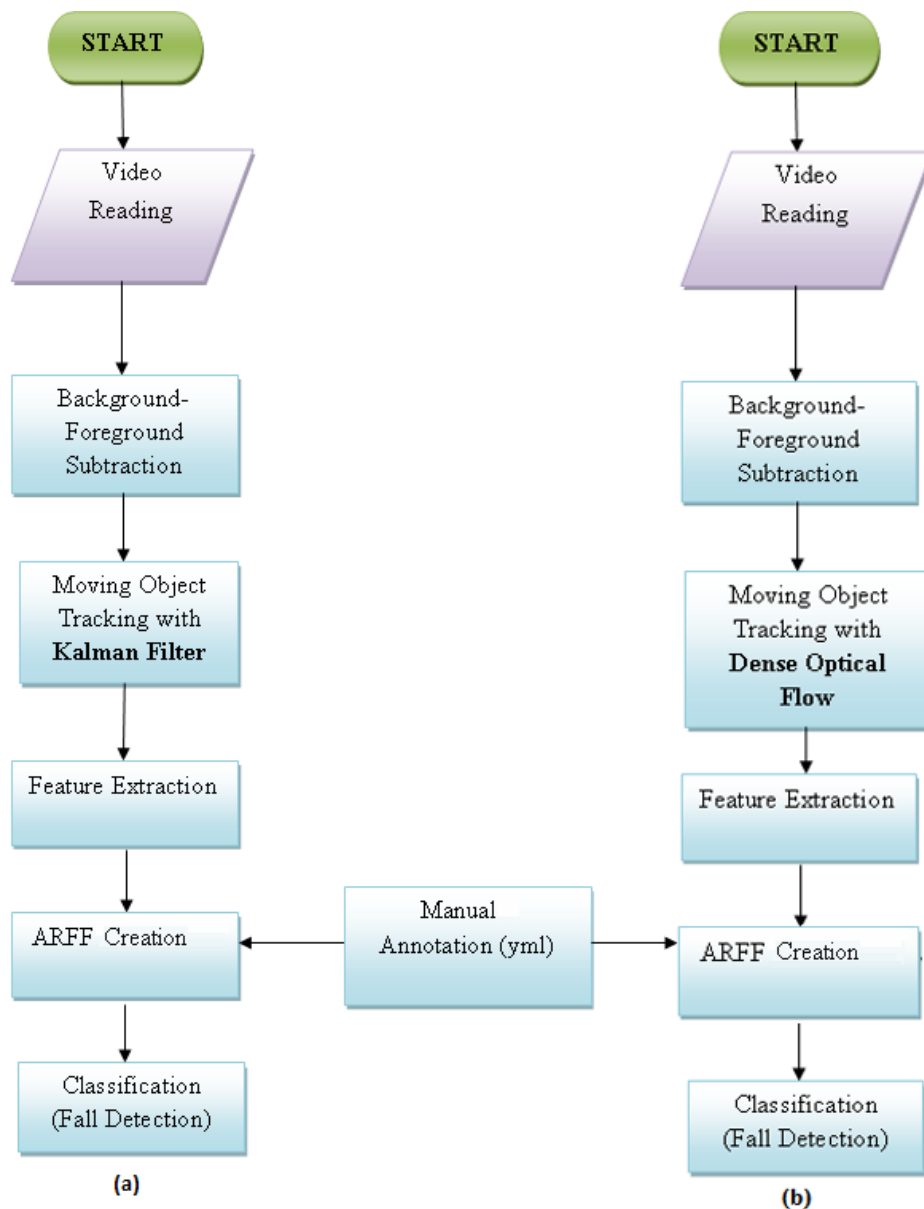 START
Video
Reading
Background-
Foreground
Subtraction
Moving Object
Tracking with
Kalman Filter
Feature Extraction
ARFF Creation
Classification
(Fall Detection)
(a)
Manual
Annotation (yml)
START
Video
Reading
Background-
Foreground
Subtraction
Moving Object
Tracking with
Dense Optical
Flow
Feature Extraction
ARFF Creation
Classification
(Fall Detection)
(b)